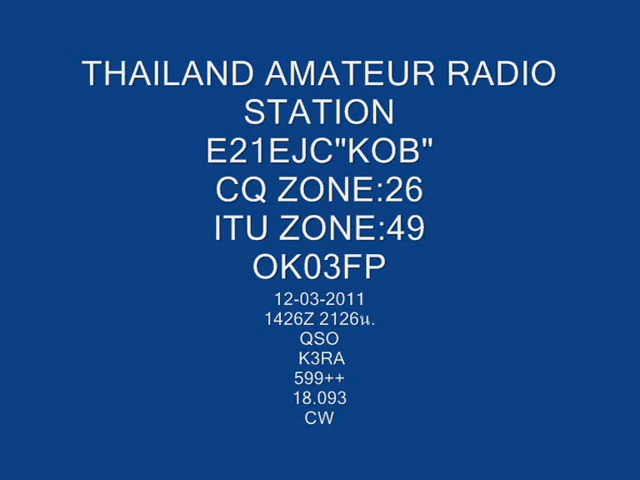 THAILAND AMATEUR RADIO
STATION
E21EJC"KOB"
CQ ZONE:26
ITU ZONE:49
OK03FP
12-03-2011
1426Z 2126น.
QSO
K3RA
599++
18.093
CW